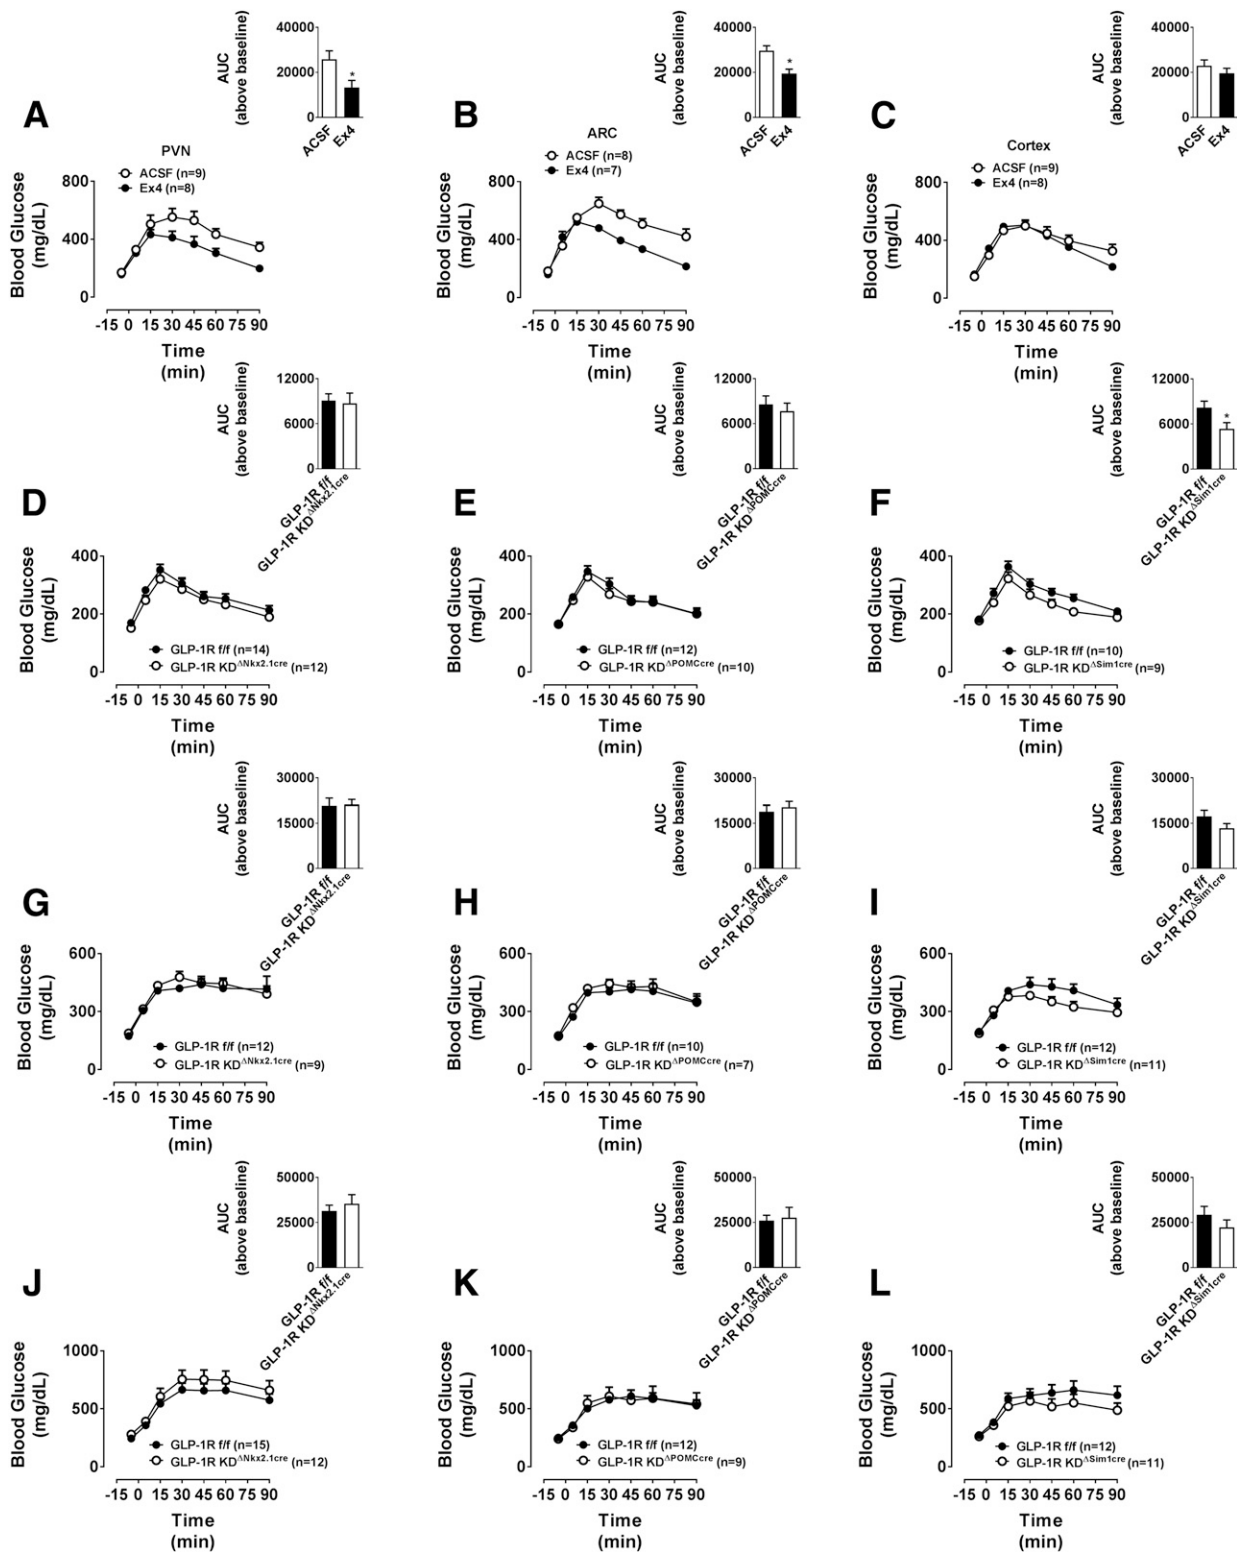 AUC
(above baseline)
40000
20000
0
*
ACSF
Ex4
A
PVN
ACSF (n=9)
Ex4 (n=8)
Blood Glucose
(mg/dL)
800
400
0
-15 0 15 30 45 60 75 90
Time
(min)
AUC
(above baseline)
40000
20000
0
*
ACSF
Ex4
B
ARC
ACSF (n=8)
Ex4 (n=7)
Blood Glucose
(mg/dL)
800
400
0
-15 0 15 30 45 60 75 90
Time
(min)
AUC
(above baseline)
40000
20000
0
ACSF
Ex4
C
Cortex
ACSF (n=9)
Ex4 (n=8)
Blood Glucose
(mg/dL)
800
400
0
-15 0 15 30 45 60 75 90
Time
(min)
AUC
(above baseline)
12000
6000
0
GLP-1R f/f
GLP-1R KDΔNkx2.1cre
D
Blood Glucose
(mg/dL)
400
200
0
GLP-1R f/f (n=14)
GLP-1R KDΔNkx2.1cre (n=12)
-15 0 15 30 45 60 75 90
Time
(min)
AUC
(above baseline)
12000
6000
0
GLP-1R f/f
GLP-1R KDΔPOMCcre
E
Blood Glucose
(mg/dL)
400
200
0
GLP-1R f/f (n=12)
GLP-1R KDΔPOMCcre (n=10)
-15 0 15 30 45 60 75 90
Time
(min)
AUC
(above baseline)
12000
6000
0
*
GLP-1R f/f
GLP-1R KDΔSim1cre
F
Blood Glucose
(mg/dL)
400
200
0
GLP-1R f/f (n=10)
GLP-1R KDΔSim1cre (n=9)
-15 0 15 30 45 60 75 90
Time
(min)
AUC
(above baseline)
30000
15000
0
GLP-1R f/f
GLP-1R KDΔNkx2.1cre
G
Blood Glucose
(mg/dL)
600
300
0
GLP-1R f/f (n=12)
GLP-1R KDΔNkx2.1cre (n=9)
-15 0 15 30 45 60 75 90
Time
(min)
AUC
(above baseline)
30000
15000
0
GLP-1R f/f
GLP-1R KDΔPOMCcre
H
Blood Glucose
(mg/dL)
600
300
0
GLP-1R f/f (n=10)
GLP-1R KDΔPOMCcre (n=7)
-15 0 15 30 45 60 75 90
Time
(min)
AUC
(above baseline)
30000
15000
0
GLP-1R f/f
GLP-1R KDΔSim1cre
I
Blood Glucose
(mg/dL)
600
300
0
GLP-1R f/f (n=12)
GLP-1R KDΔSim1cre (n=11)
-15 0 15 30 45 60 75 90
Time
(min)
AUC
(above baseline)
50000
25000
0
GLP-1R f/f
GLP-1R KDΔNkx2.1cre
J
Blood Glucose
(mg/dL)
1000
500
0
GLP-1R f/f (n=15)
GLP-1R KDΔNkx2.1cre (n=12)
-15 0 15 30 45 60 75 90
Time
(min)
AUC
(above baseline)
50000
25000
0
GLP-1R f/f
GLP-1R KDΔPOMCcre
K
Blood Glucose
(mg/dL)
1000
500
0
GLP-1R f/f (n=12)
GLP-1R KDΔPOMCcre (n=9)
-15 0 15 30 45 60 75 90
Time
(min)
AUC
(above baseline)
50000
25000
0
GLP-1R f/f
GLP-1R KDΔSim1cre
L
Blood Glucose
(mg/dL)
1000
500
0
GLP-1R f/f (n=12)
GLP-1R KDΔSim1cre (n=11)
-15 0 15 30 45 60 75 90
Time
(min)